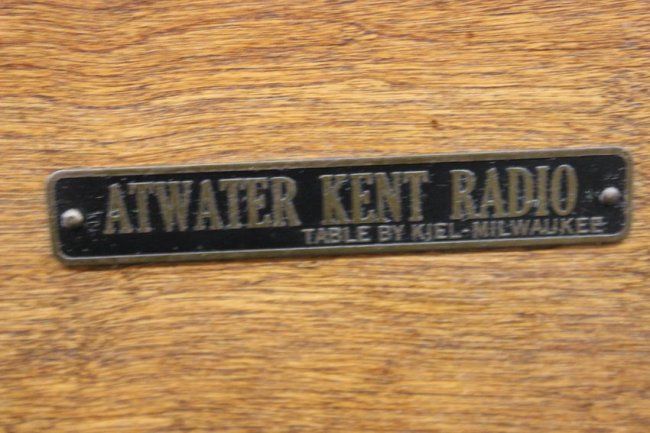 ATWATER KENT RADIO
TABLE BY KIEL-MILWAUKEE